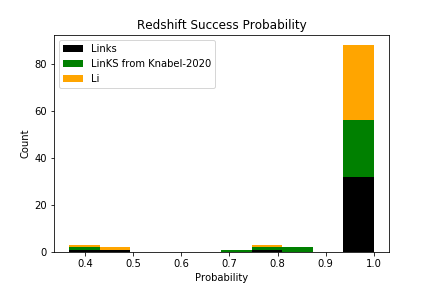 Redshift Success Probability
Links
LinKS from Knabel-2020
Li
Count
80
60
40
20
0
0.4 0.5 0.6 0.7 0.8 0.9 1.0
Probability